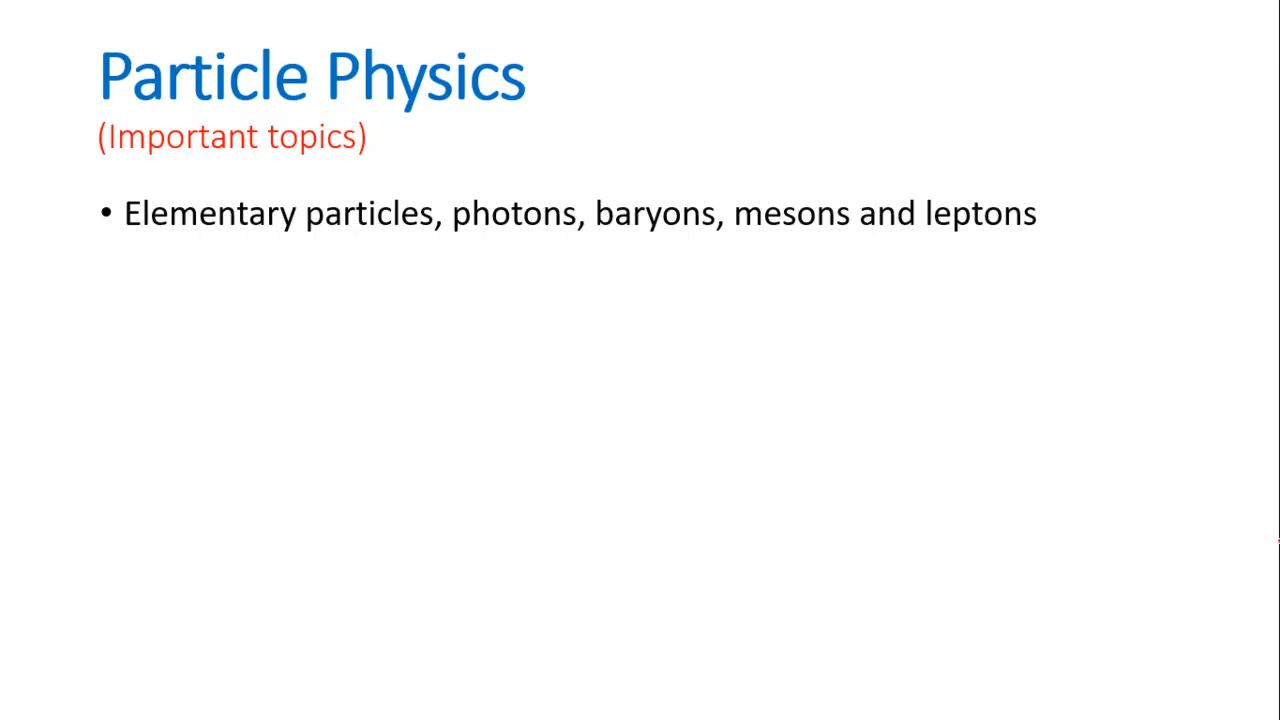 Particle Physics
(Important topics)
• Elementary particles, photons, baryons, mesons and leptons